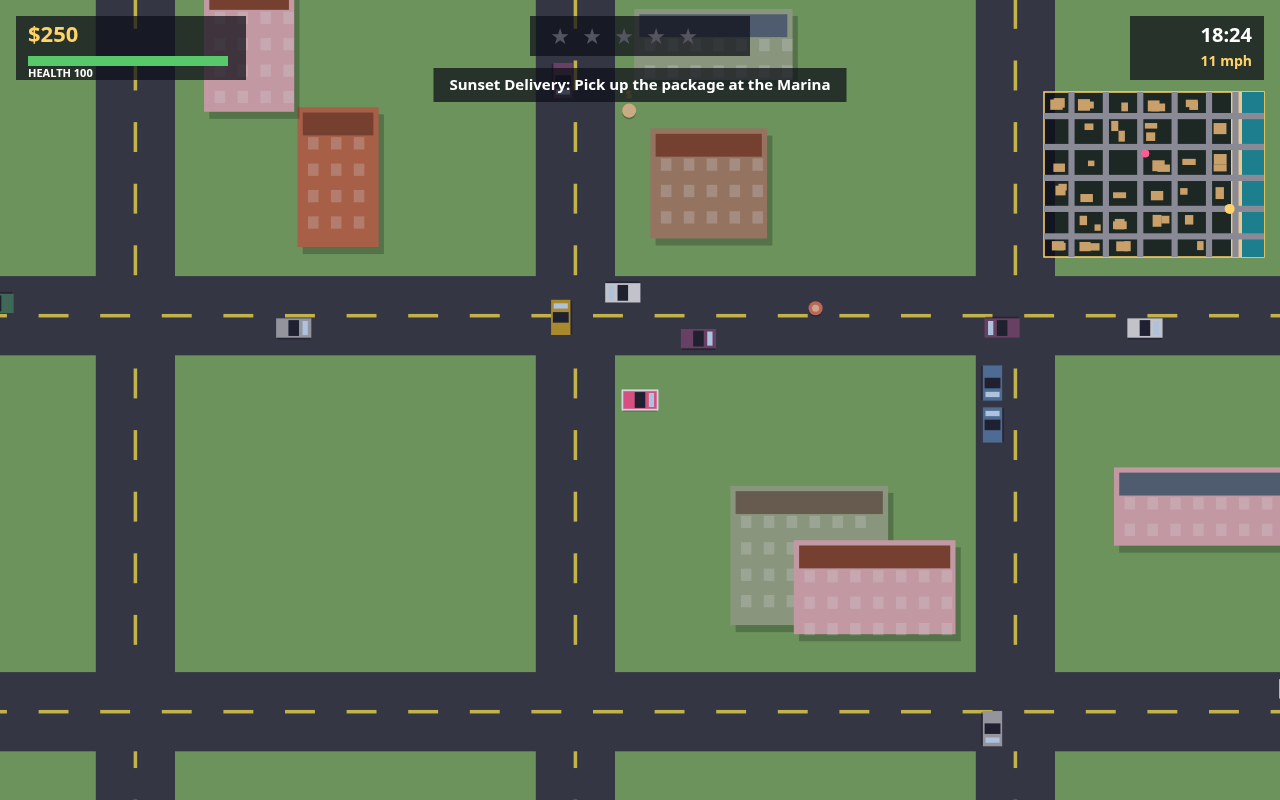 $250
HEALTH 100
★ ★ ★ ★ ★
Sunset Delivery: Pick up the package at the Marina
18:24
11 mph